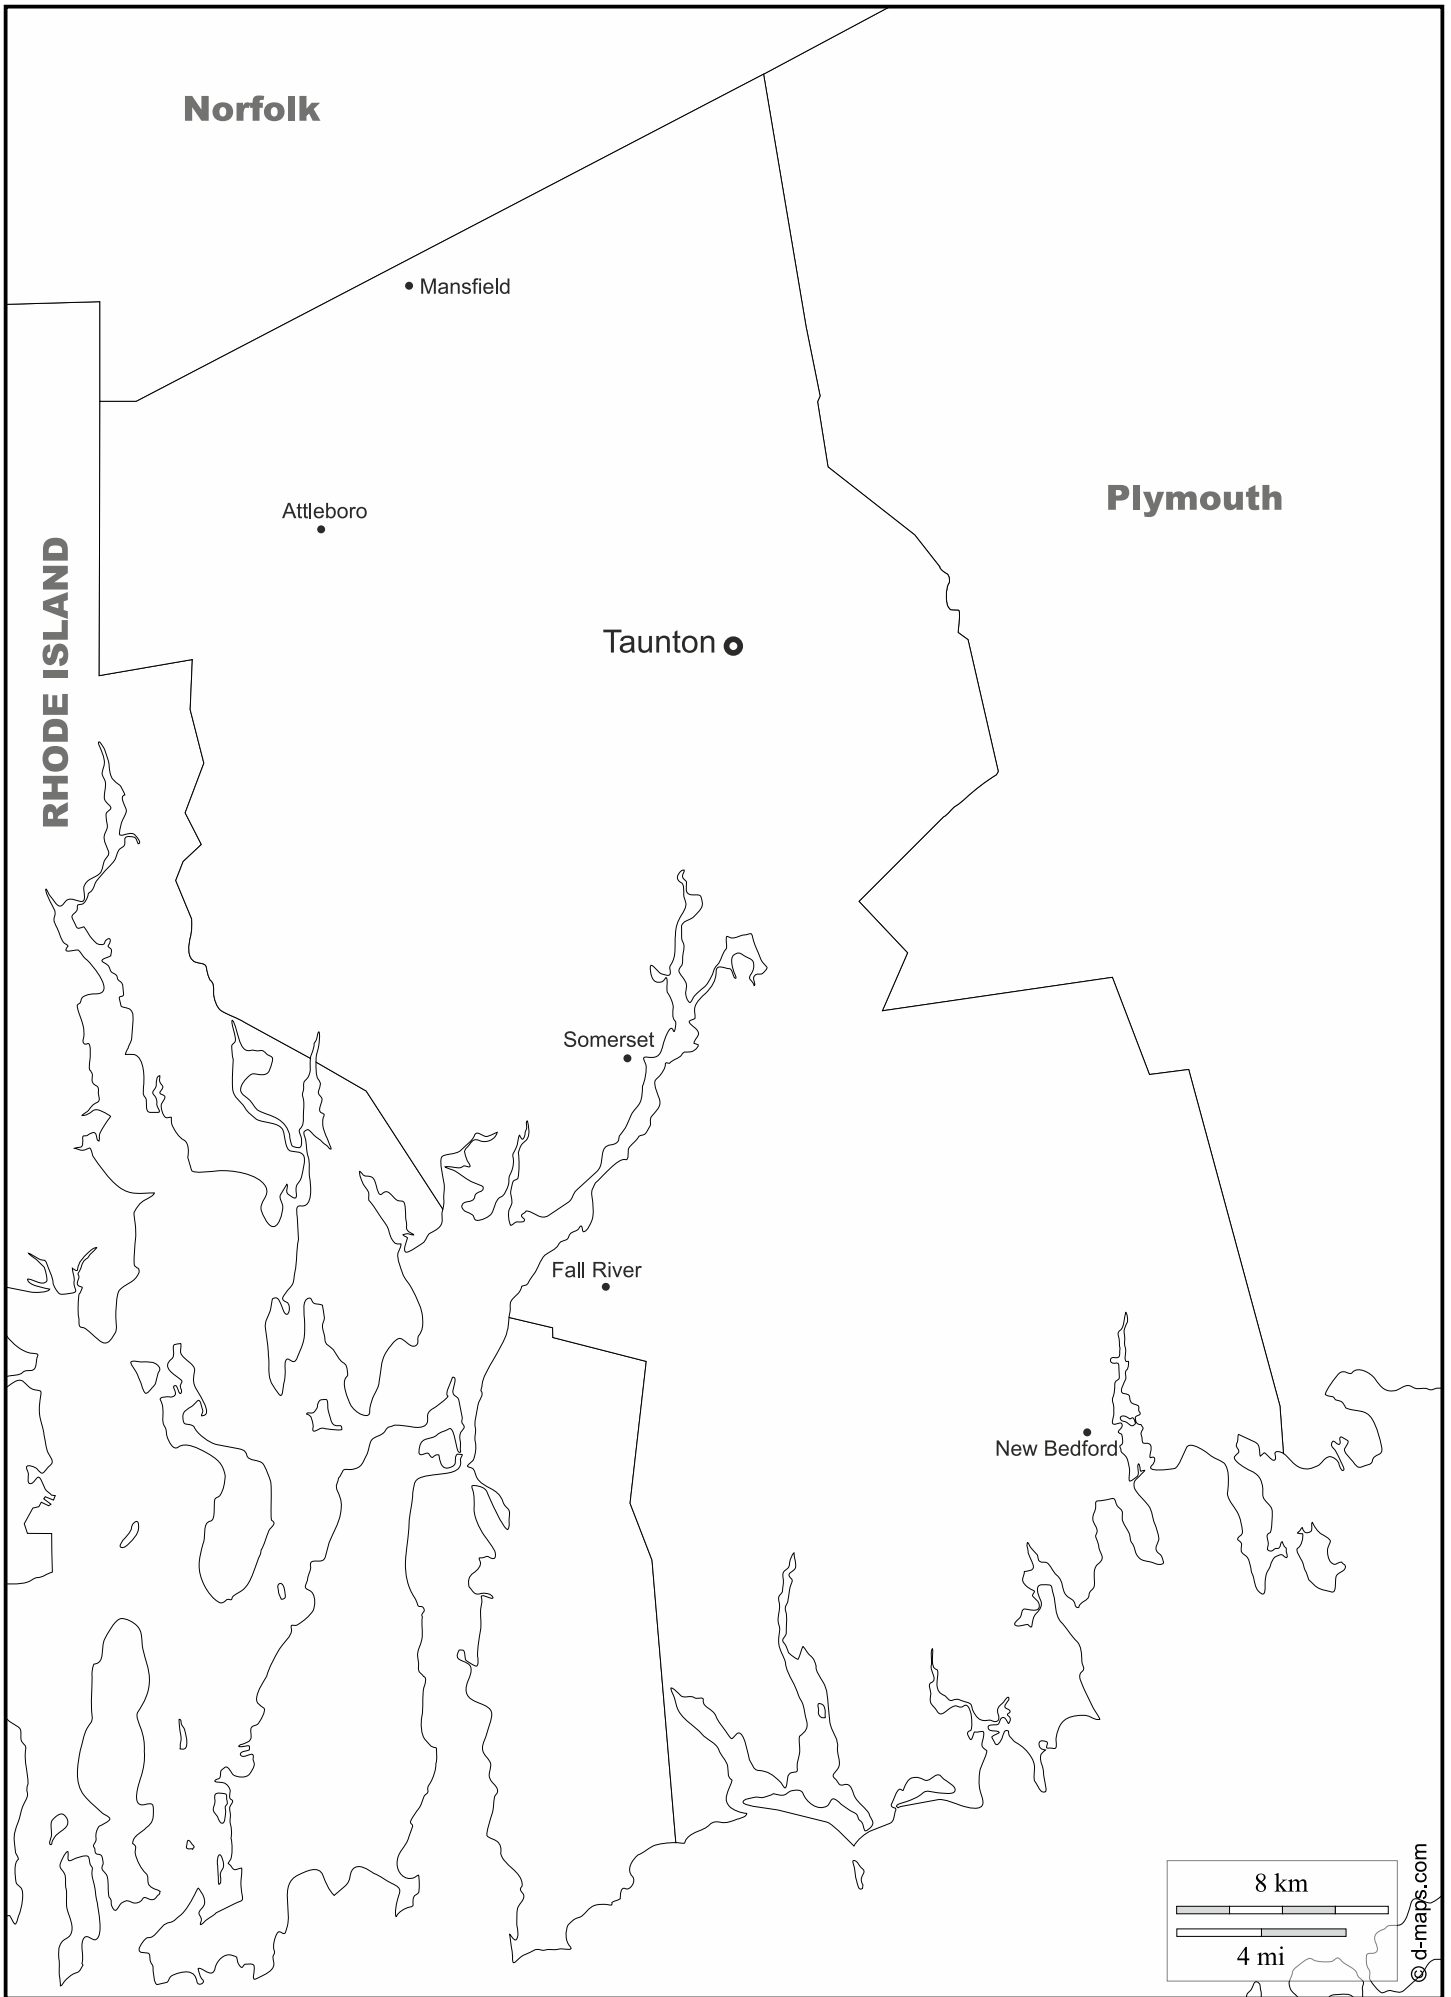 Norfolk
Mansfield
Attleboro
Plymouth
RHODE ISLAND
Taunton
Somerset
Fall River
New Bedford
8 km
4 mi
© d-maps.com